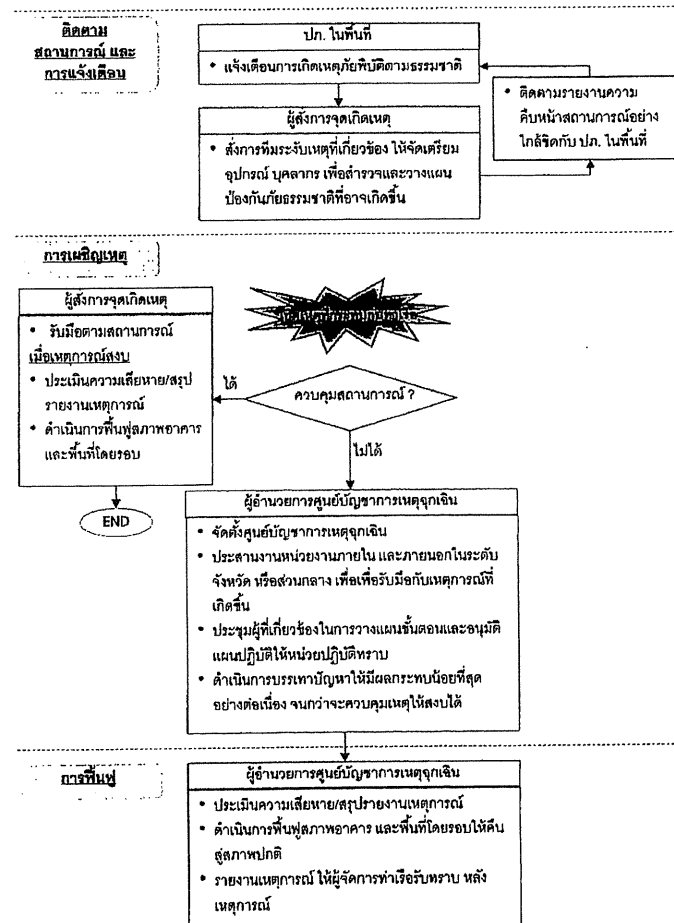 ติดตาม
สถานการณ์ และ
การแจ้งเตือน
ปภ. ในพื้นที่
• แจ้งเตือนการเกิดเหตุภัยพิบัติตามธรรมชาติ
ผู้สั่งการจุดเกิดเหตุ
• สั่งการทีมระงับเหตุที่เกี่ยวข้อง ให้จัดเตรียม
อุปกรณ์ บุคลากร เพื่อสำรวจและวางแผน
ป้องกันภัยธรรมชาติที่อาจเกิดขึ้น
• ติดตามรายงานความ
คืบหน้าสถานการณ์อย่าง
ใกล้ชิดกับ ปภ. ในพื้นที่
การเผชิญเหตุ
ผู้สั่งการจุดเกิดเหตุ
• รับมือตามสถานการณ์
เมื่อเหตุการณ์สงบ
• ประเมินความเสียหาย/สรุป
รายงานเหตุการณ์
• ดำเนินการฟื้นฟูสภาพอาคาร
และพื้นที่โดยรอบ
END
ได้
ควบคุมสถานการณ์ ?
ไม่ได้
ผู้อำนวยการศูนย์บัญชาการเหตุฉุกเฉิน
• จัดตั้งศูนย์บัญชาการเหตุฉุกเฉิน
• ประสานงานหน่วยงานภายใน และภายนอกในระดับ
จังหวัด หรือส่วนกลาง เพื่อเพื่อรับมือกับเหตุการณ์ที่
เกิดขึ้น
• ประชุมผู้ที่เกี่ยวข้องในการวางแผนขั้นตอนและอนุมัติ
แผนปฏิบัติให้หน่วยปฏิบัติทราบ
• ดำเนินการบรรเทาปัญหาให้มีผลกระทบน้อยที่สุด
อย่างต่อเนื่อง จนกว่าจะควบคุมเหตุให้สงบได้
การฟื้นฟู
ผู้อำนวยการศูนย์บัญชาการเหตุฉุกเฉิน
• ประเมินความเสียหาย/สรุปรายงานเหตุการณ์
• ดำเนินการฟื้นฟูสภาพอาคาร และพื้นที่โดยรอบให้คืน
สู่สภาพปกติ
• รายงานเหตุการณ์ ให้ผู้จัดการท่าเรือรับทราบ หลัง
เหตุการณ์